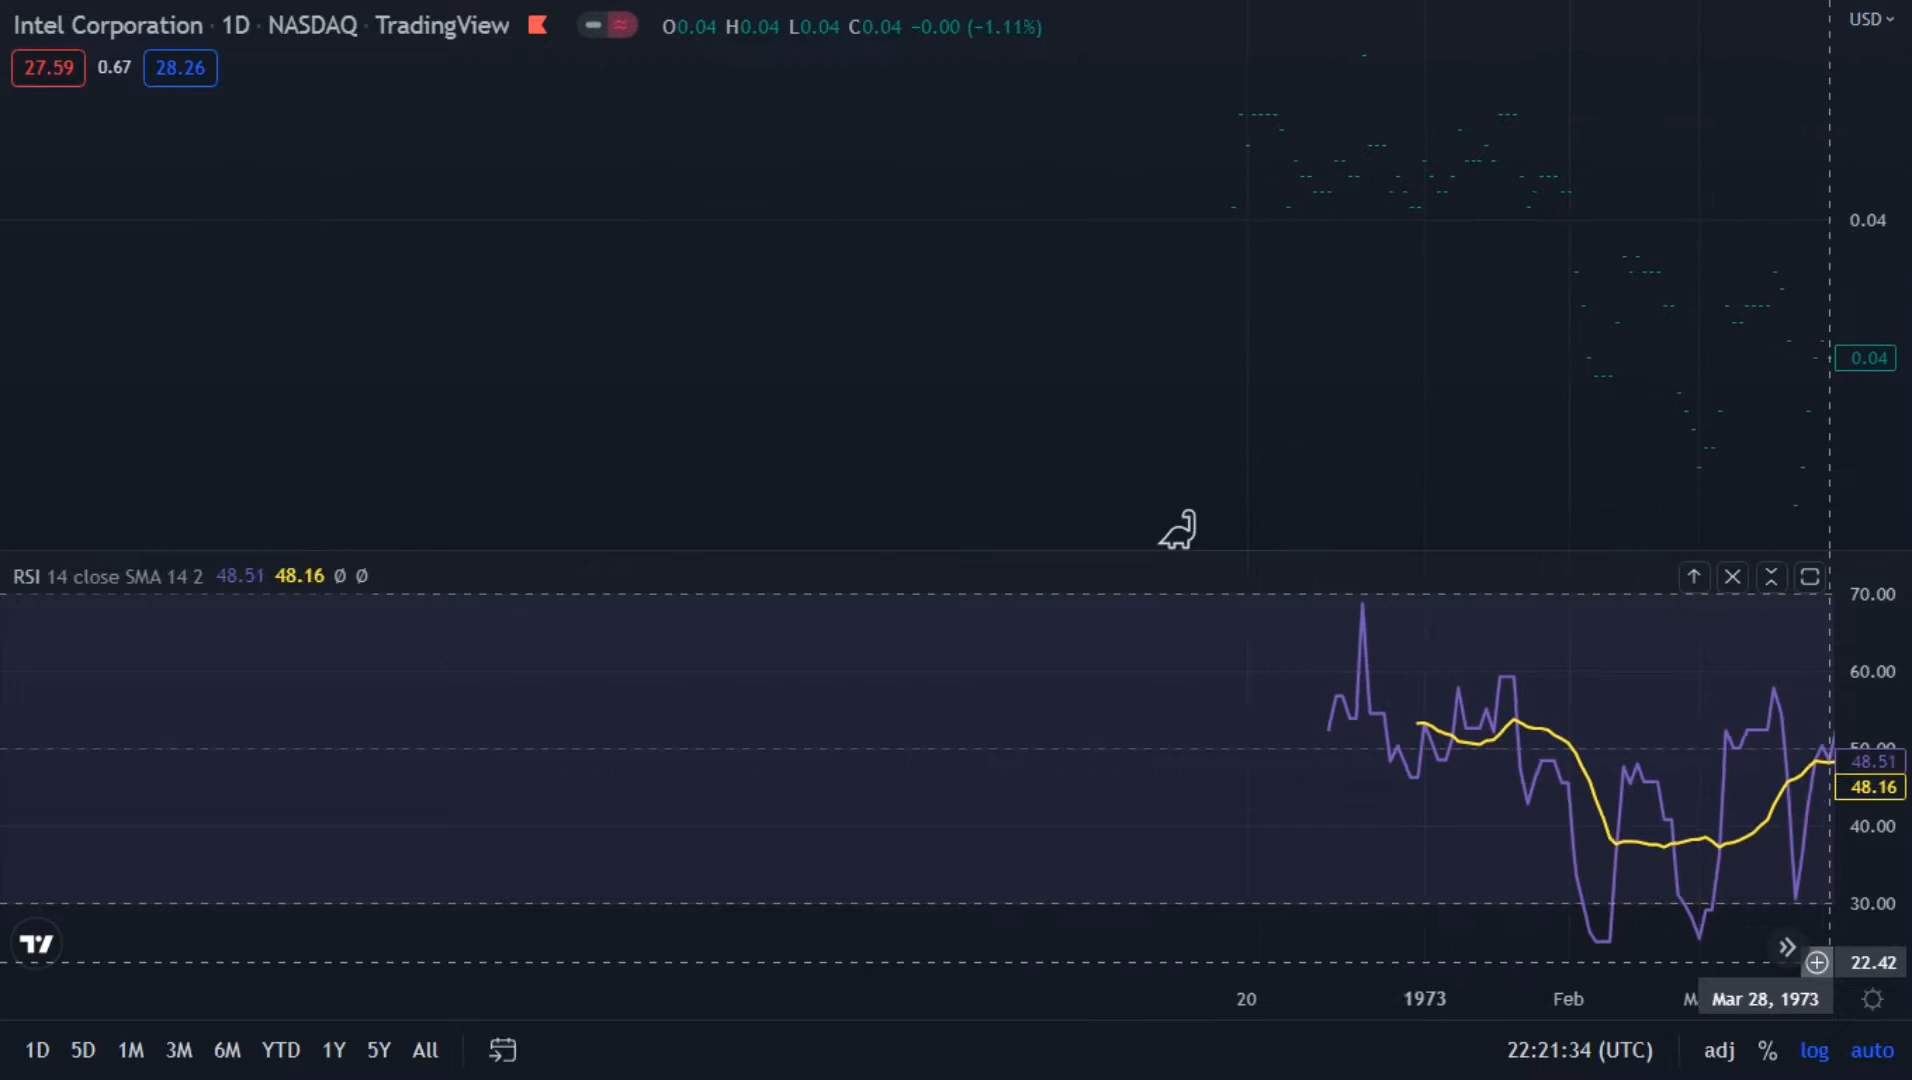 Intel Corporation · 1D · NASDAQ · TradingView O0.04 H0.04 L0.04 C0.04 −0.00 (−1.11%) USD
27.59 0.67 28.26
0.04
0.04
RSI 14 close SMA 14 2 48.51 48.16 Ø Ø
70.00
60.00
50.00
48.51
48.16
40.00
30.00
22.42
20 1973 Feb M Mar 28, 1973
1D 5D 1M 3M 6M YTD 1Y 5Y All 22:21:34 (UTC) adj % log auto